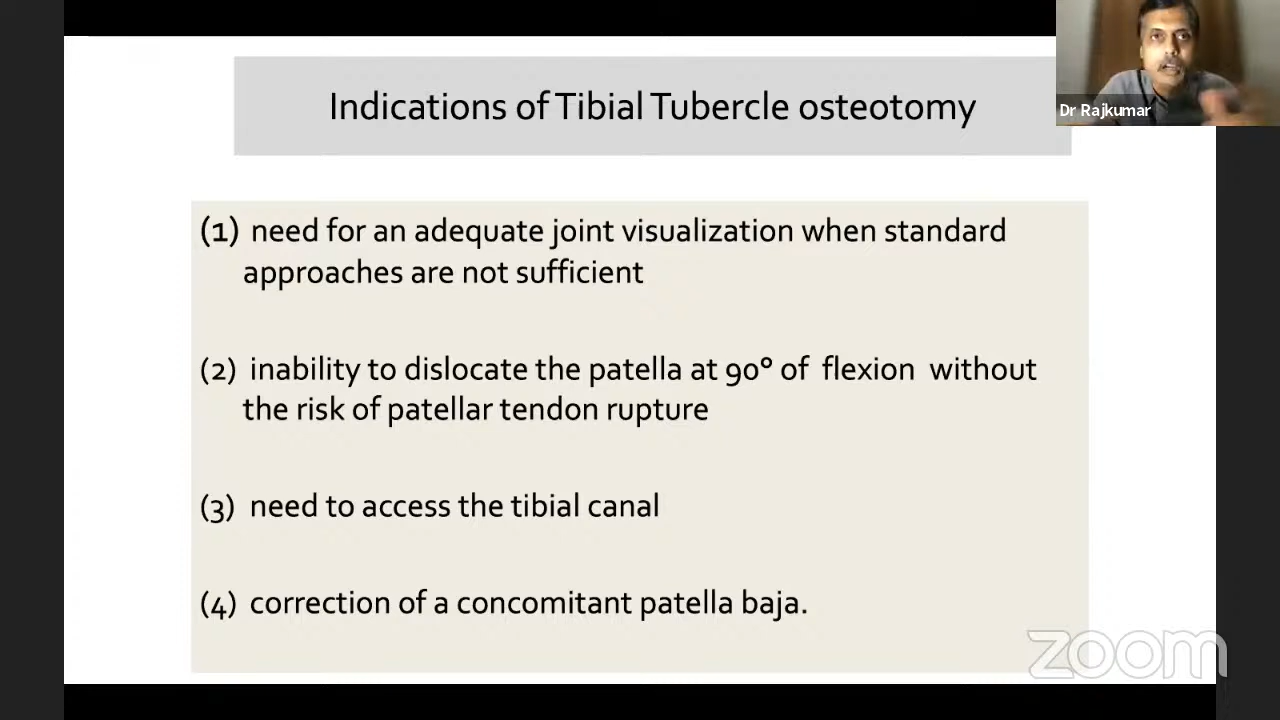 Indications of Tibial Tubercle osteotomy
Dr Rajkumar
(1) need for an adequate joint visualization when standard
approaches are not sufficient
(2) inability to dislocate the patella at 90° of flexion without
the risk of patellar tendon rupture
(3) need to access the tibial canal
(4) correction of a concomitant patella baja.
zoom